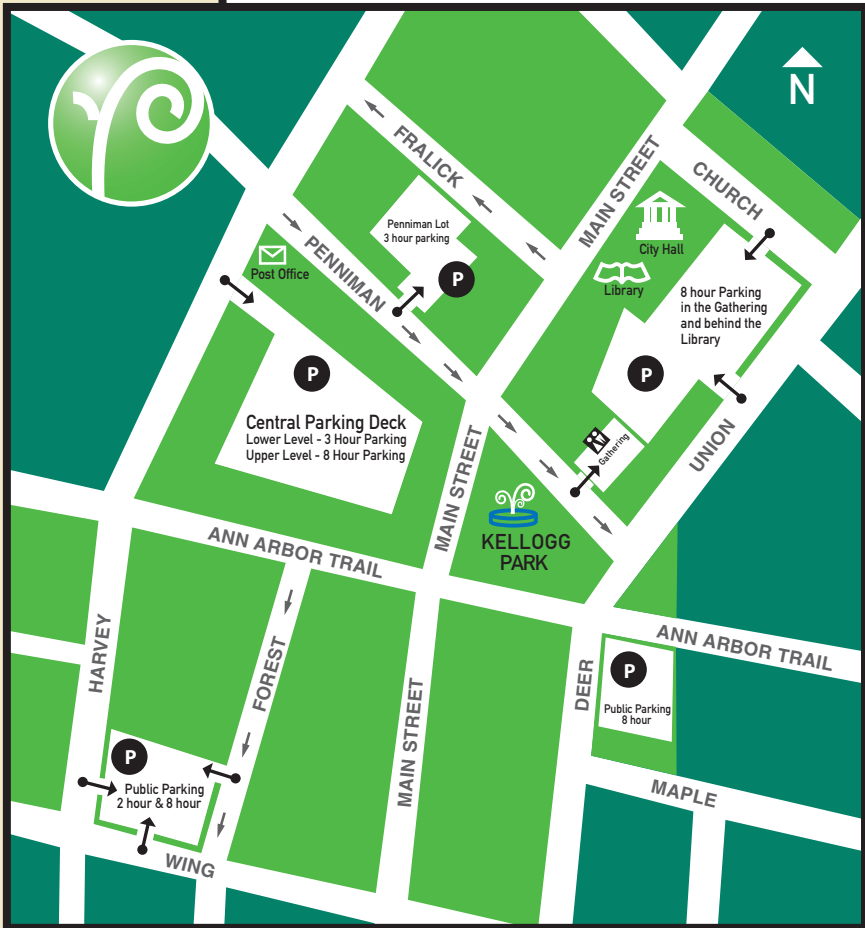 N
FRALICK
MAIN STREET
CHURCH
City Hall
Library
Penniman Lot
3 hour parking
P
PENNIMAN
Post Office
8 hour Parking
in the Gathering
and behind the
Library
P
P
Central Parking Deck
Lower Level - 3 Hour Parking
Upper Level - 8 Hour Parking
Gathering
UNION
MAIN STREET
KELLOGG
PARK
ANN ARBOR TRAIL
ANN ARBOR TRAIL
HARVEY
FOREST
MAIN STREET
DEER
P
Public Parking
8 hour
P
Public Parking
2 hour & 8 hour
MAPLE
WING